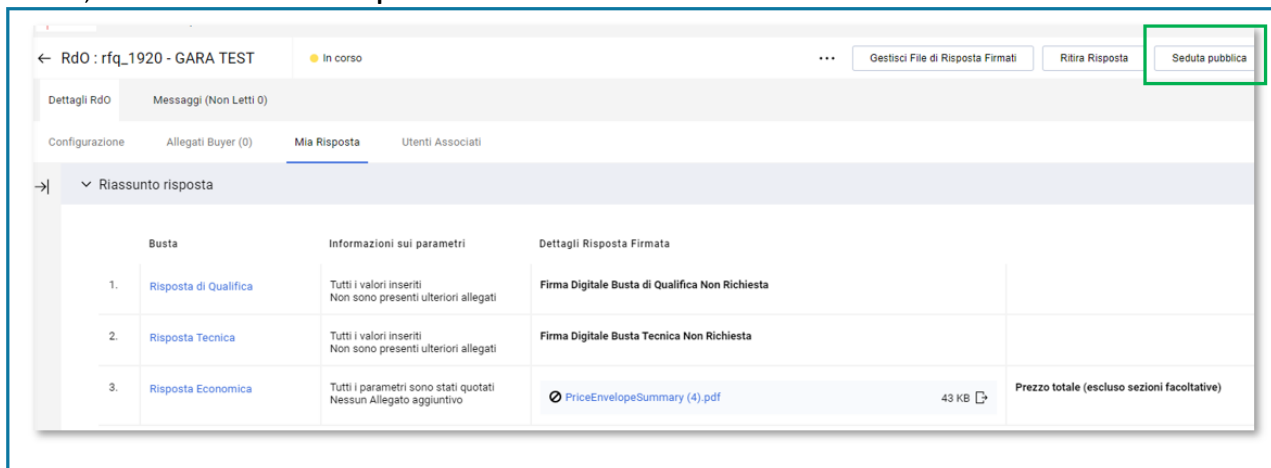 ← RdO : rfq_1920 - GARA TEST
In corso
...
Gestisci File di Risposta Firmati
Ritira Risposta
Seduta pubblica
Dettagli RdO
Messaggi (Non Letti 0)
Configurazione
Allegati Buyer (0)
Mia Risposta
Utenti Associati
Riassunto risposta
Busta
Informazioni sui parametri
Dettagli Risposta Firmata
1.
Risposta di Qualifica
Tutti i valori inseriti
Non sono presenti ulteriori allegati
Firma Digitale Busta di Qualifica Non Richiesta
2.
Risposta Tecnica
Tutti i valori inseriti
Non sono presenti ulteriori allegati
Firma Digitale Busta Tecnica Non Richiesta
3.
Risposta Economica
Tutti i parametri sono stati quotati
Nessun Allegato aggiuntivo
PriceEnvelopeSummary (4).pdf
43 KB
Prezzo totale (escluso sezioni facoltative)